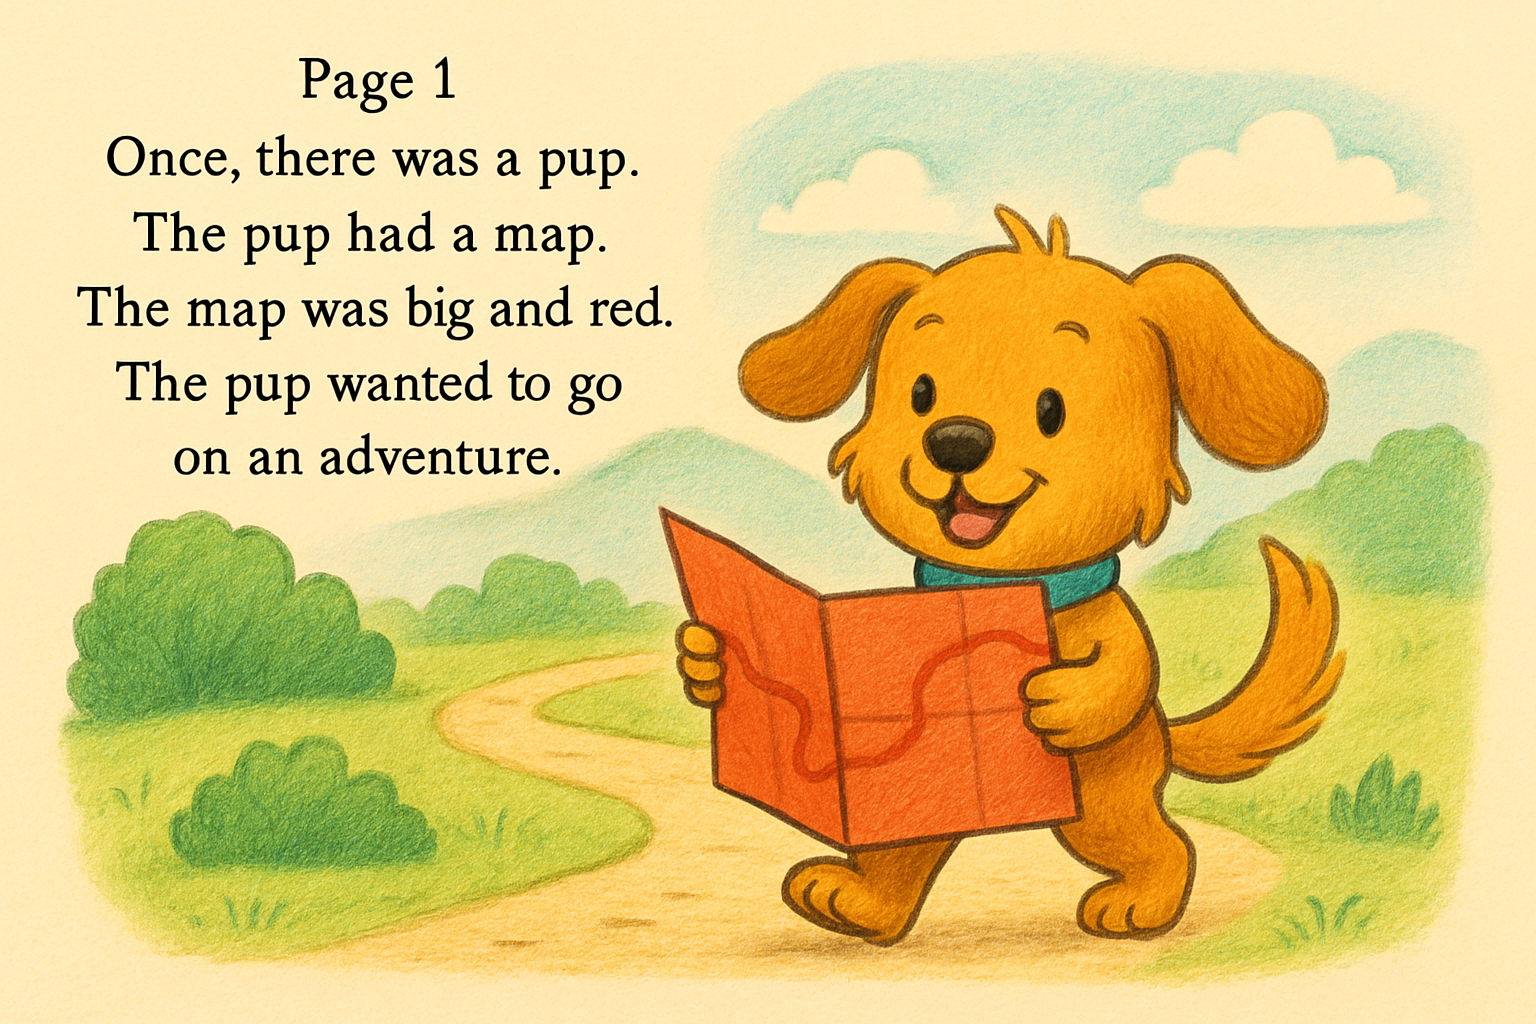 Page 1
Once, there was a pup.
The pup had a map.
The map was big and red.
The pup wanted to go
on an adventure.